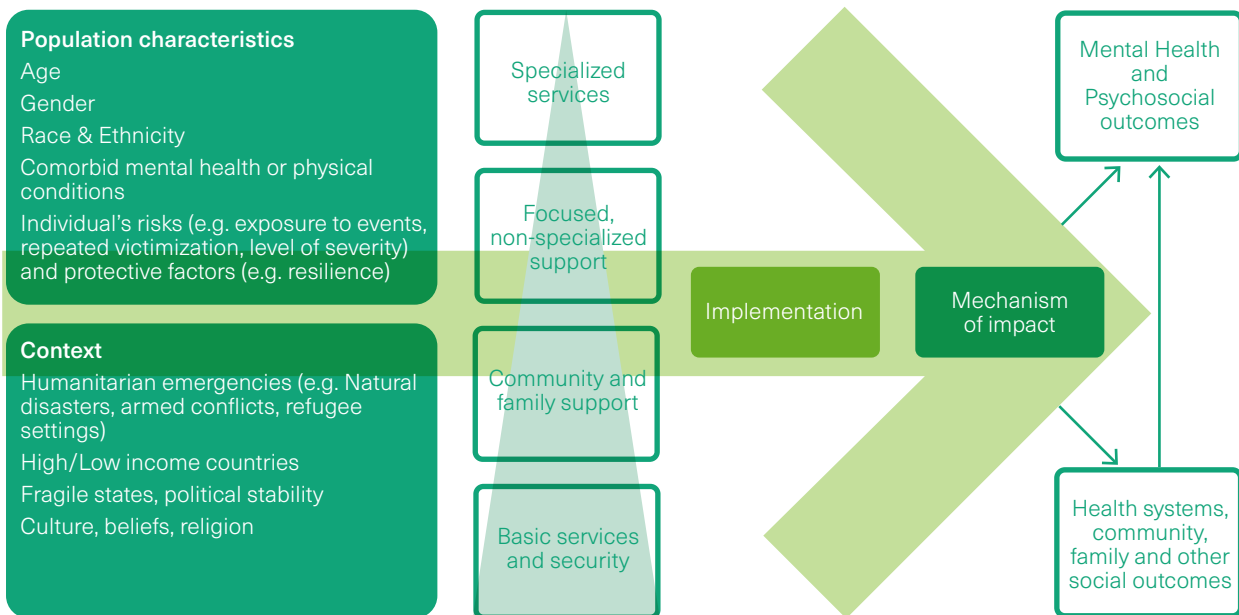 Population characteristics
Age
Gender
Race & Ethnicity
Comorbid mental health or physical
conditions
Individual's risks (e.g. exposure to events,
repeated victimization, level of severity)
and protective factors (e.g. resilience)
Context
Humanitarian emergencies (e.g. Natural
disasters, armed conflicts, refugee
settings)
High/Low income countries
Fragile states, political stability
Culture, beliefs, religion
Specialized
services
Focused,
non-specialized
support
Community and
family support
Basic services
and security
Implementation
Mechanism
of impact
Mental Health
and
Psychosocial
outcomes
Health systems,
community,
family and other
social outcomes